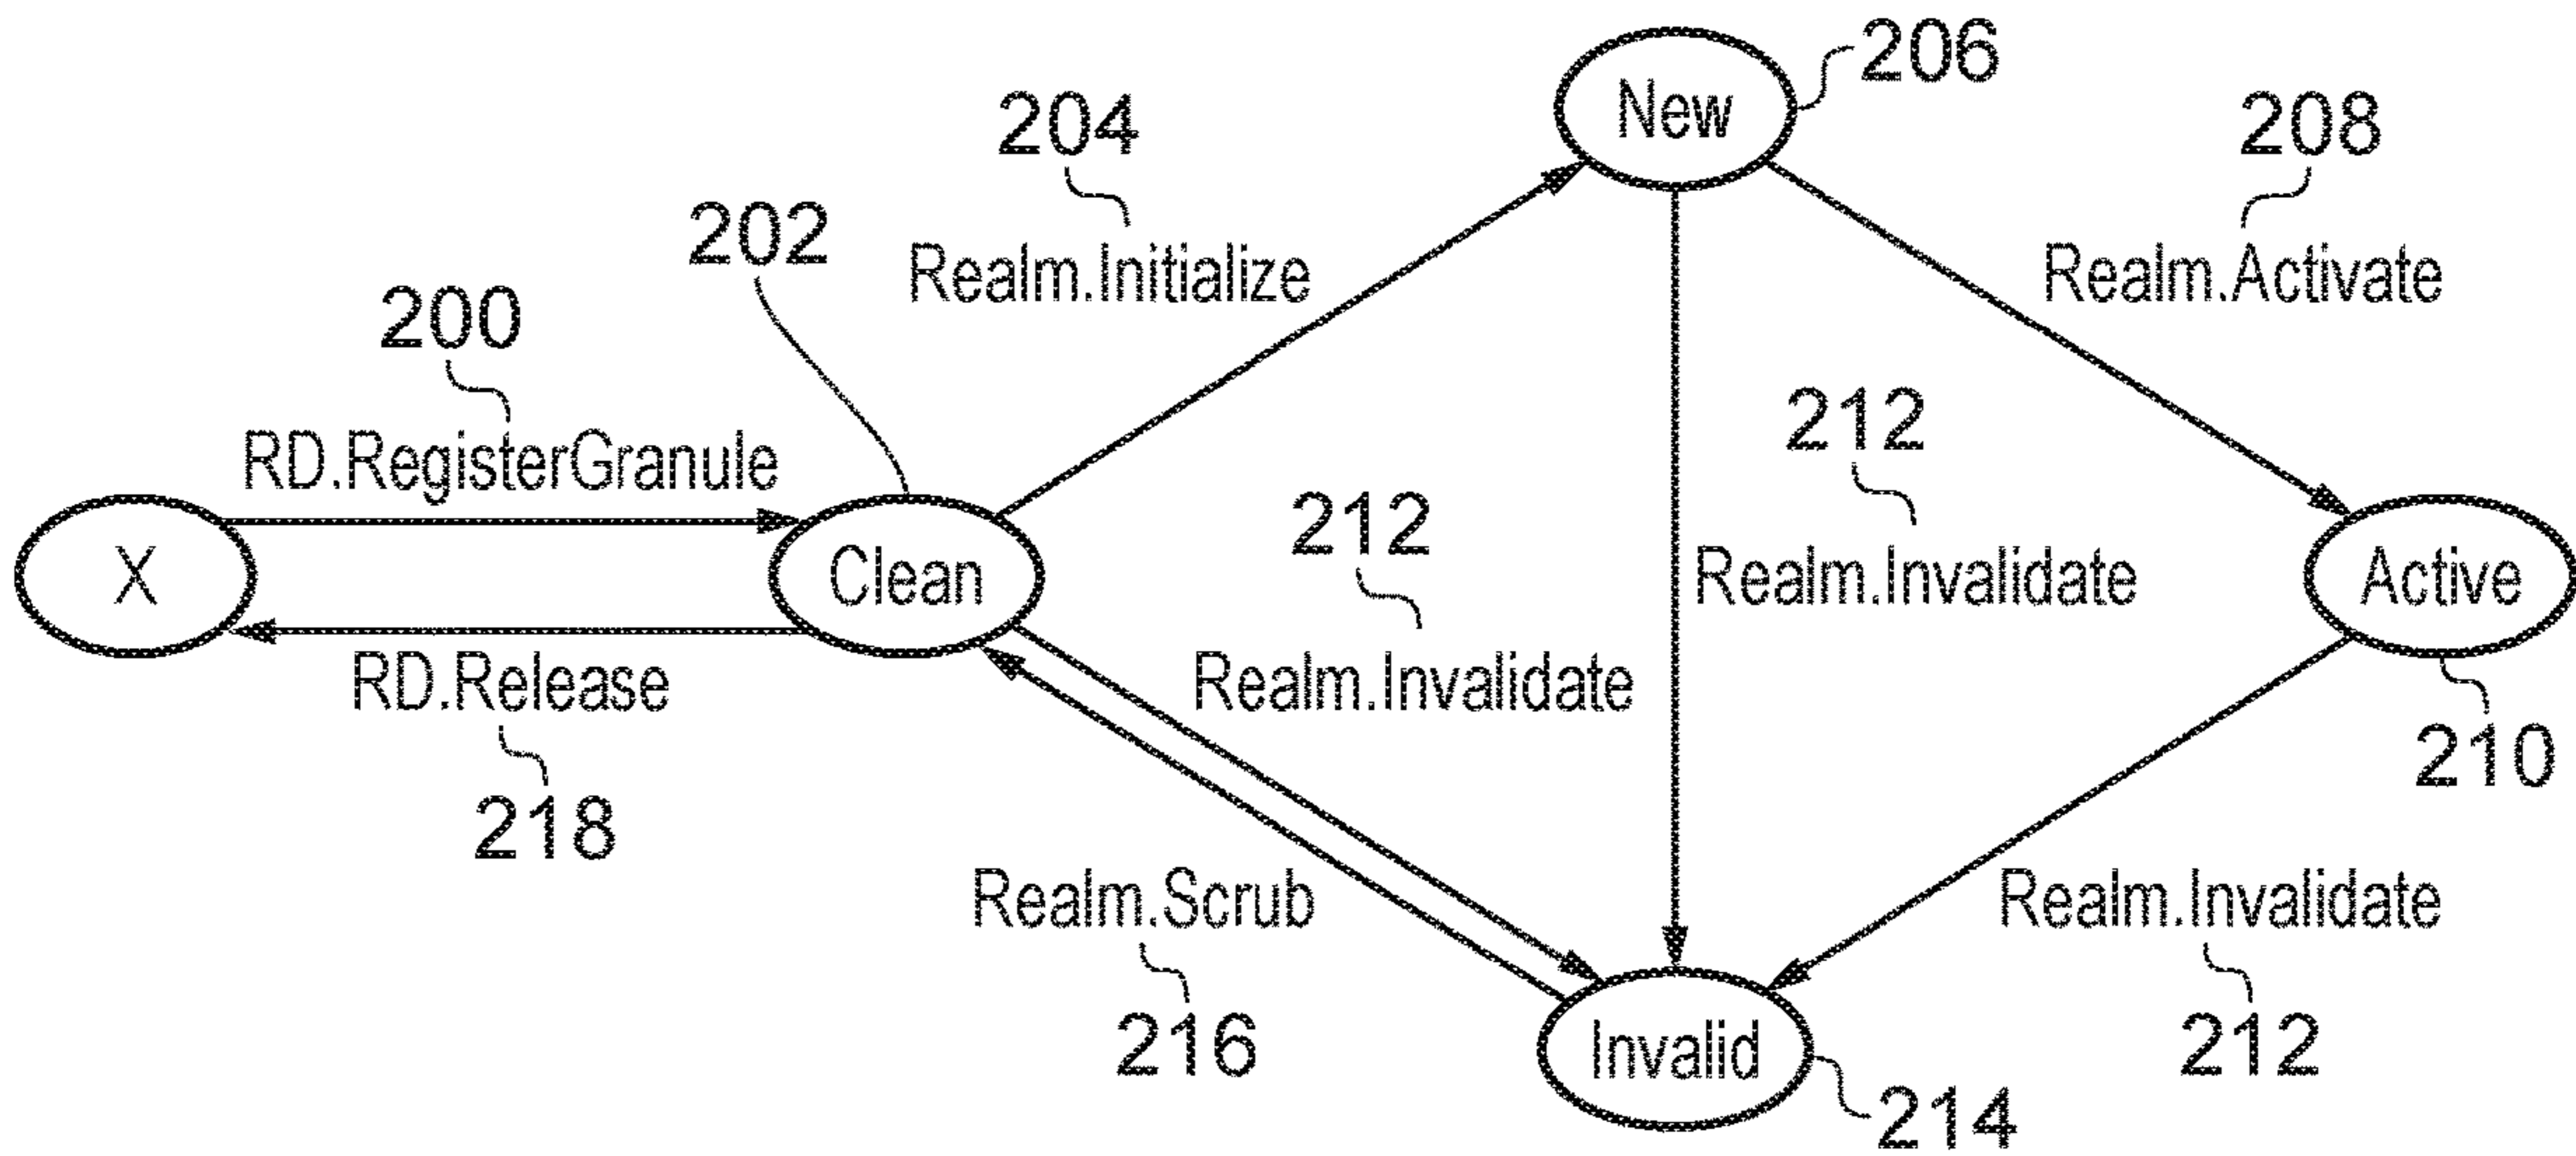 New
206
204
208
202
Realm.Initialize
Realm.Activate
200
212
RD.RegisterGranule
212
X
Clean
Realm.Invalidate
Active
RD.Release
Realm.Invalidate
210
218
Realm.Scrub
Realm.Invalidate
216
Invalid
212
214